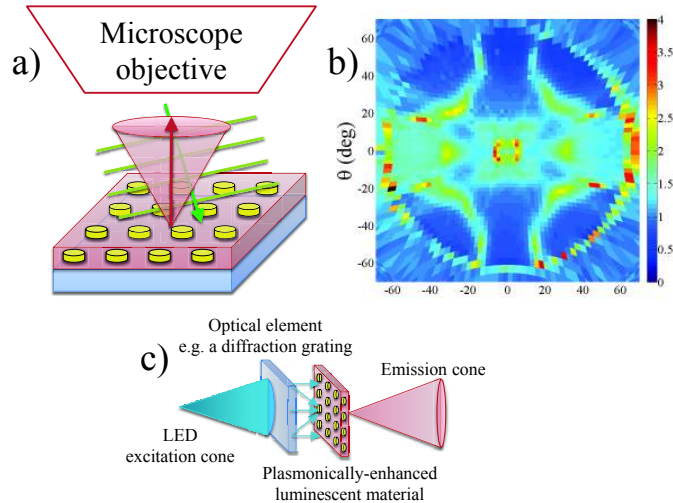 a)
Microscope
objective
b)
θ (deg)
60
40
20
0
-20
-40
-60
-60
-40
-20
0
20
40
60
4
3.5
3
2.5
2
1.5
1
0.5
0
Optical element
e.g. a diffraction grating
c)
Emission cone
LED
excitation cone
Plasmonically-enhanced
luminescent material